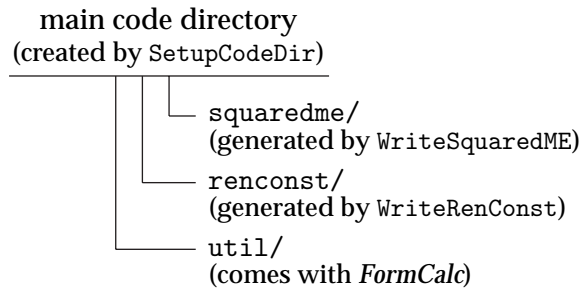 main code directory
(created by SetupCodeDir)
squaredme/
(generated by WriteSquaredME)
renconst/
(generated by WriteRenConst)
util/
(comes with FormCalc)